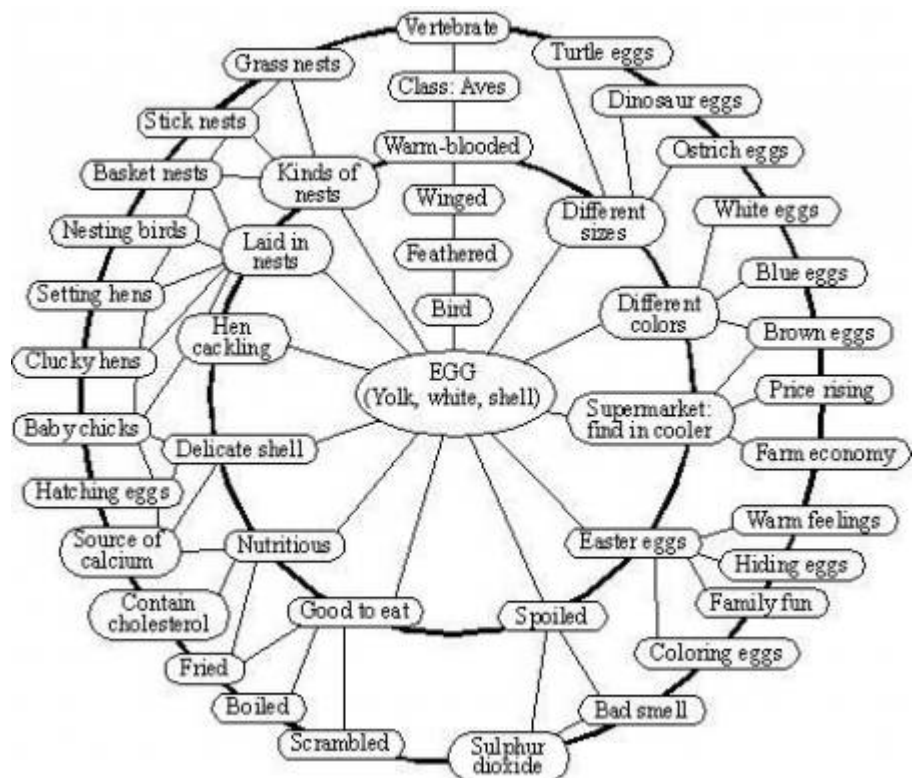 Vertebrate
Turtle eggs
Grass nests
Class: Aves
Dinosaur eggs
Stick nests
Warm-blooded
Ostrich eggs
Basket nests
Kinds of
nests
Winged
Different
sizes
White eggs
Nesting birds
Laid in
nests
Feathered
Blue eggs
Setting hens
Bird
Different
colors
Hen
cackling
Brown eggs
Clucky hens
EGG
(Yolk, white, shell)
Price rising
Supermarket:
find in cooler
Baby chicks
Delicate shell
Farm economy
Hatching eggs
Warm feelings
Source of
calcium
Nutritious
Easter eggs
Hiding eggs
Contain
cholesterol
Good to eat
Spoiled
Family fun
Fried
Coloring eggs
Boiled
Bad smell
Scrambled
Sulphur
dioxide